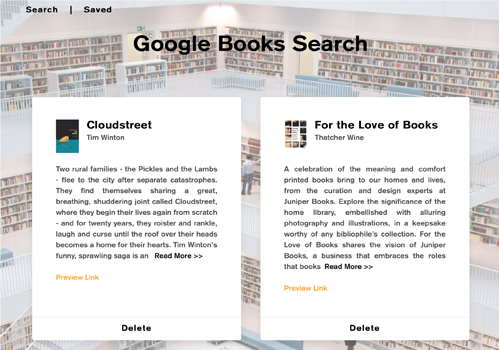 Search | Saved
Google Books Search
Cloudstreet
Tim Winton
Two rural families - the Pickles and the Lambs
- flee to the city after separate catastrophes.
They find themselves sharing a great,
breathing, shuddering joint called Cloudstreet,
where they begin their lives again from scratch
- and for twenty years, they roister and rankle,
laugh and curse until the roof over their heads
becomes a home for their hearts. Tim Winton's
funny, sprawling saga is an Read More >>
Preview Link
Delete
For the Love of Books
Thatcher Wine
A celebration of the meaning and comfort
printed books bring to our homes and lives,
from the curation and design experts at
Juniper Books. Explore the significance of the
home library, embellished with alluring
photography and illustrations, in a keepsake
worthy of any bibliophile's collection. For the
Love of Books shares the vision of Juniper
Books, a business that embraces the roles
that books Read More >>
Preview Link
Delete